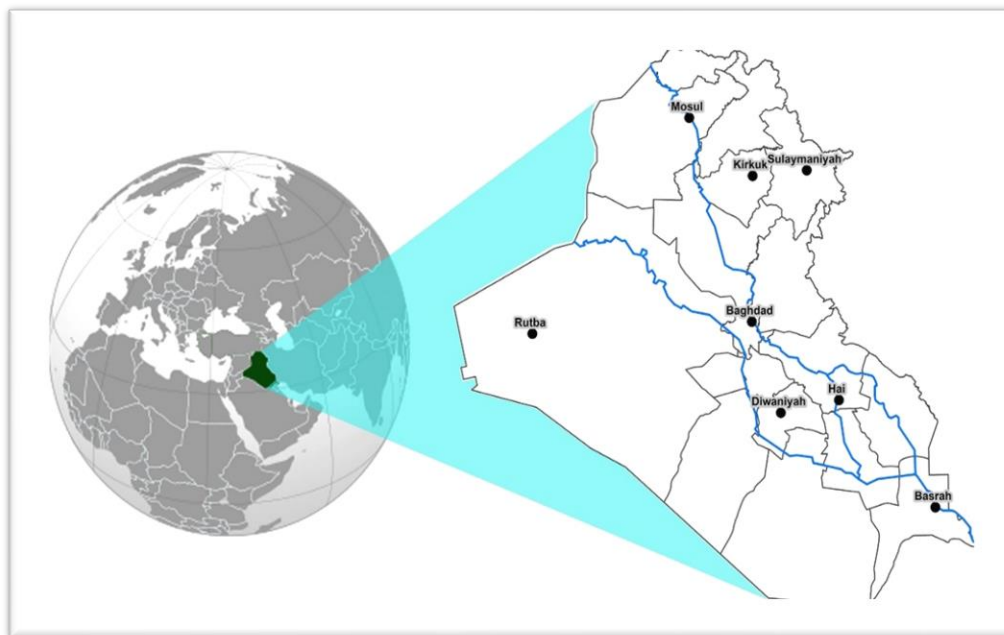 Mosul
Kirkuk
Sulaymaniyah
Baghdad
Rutba
Hai
Diwaniyah
Basrah